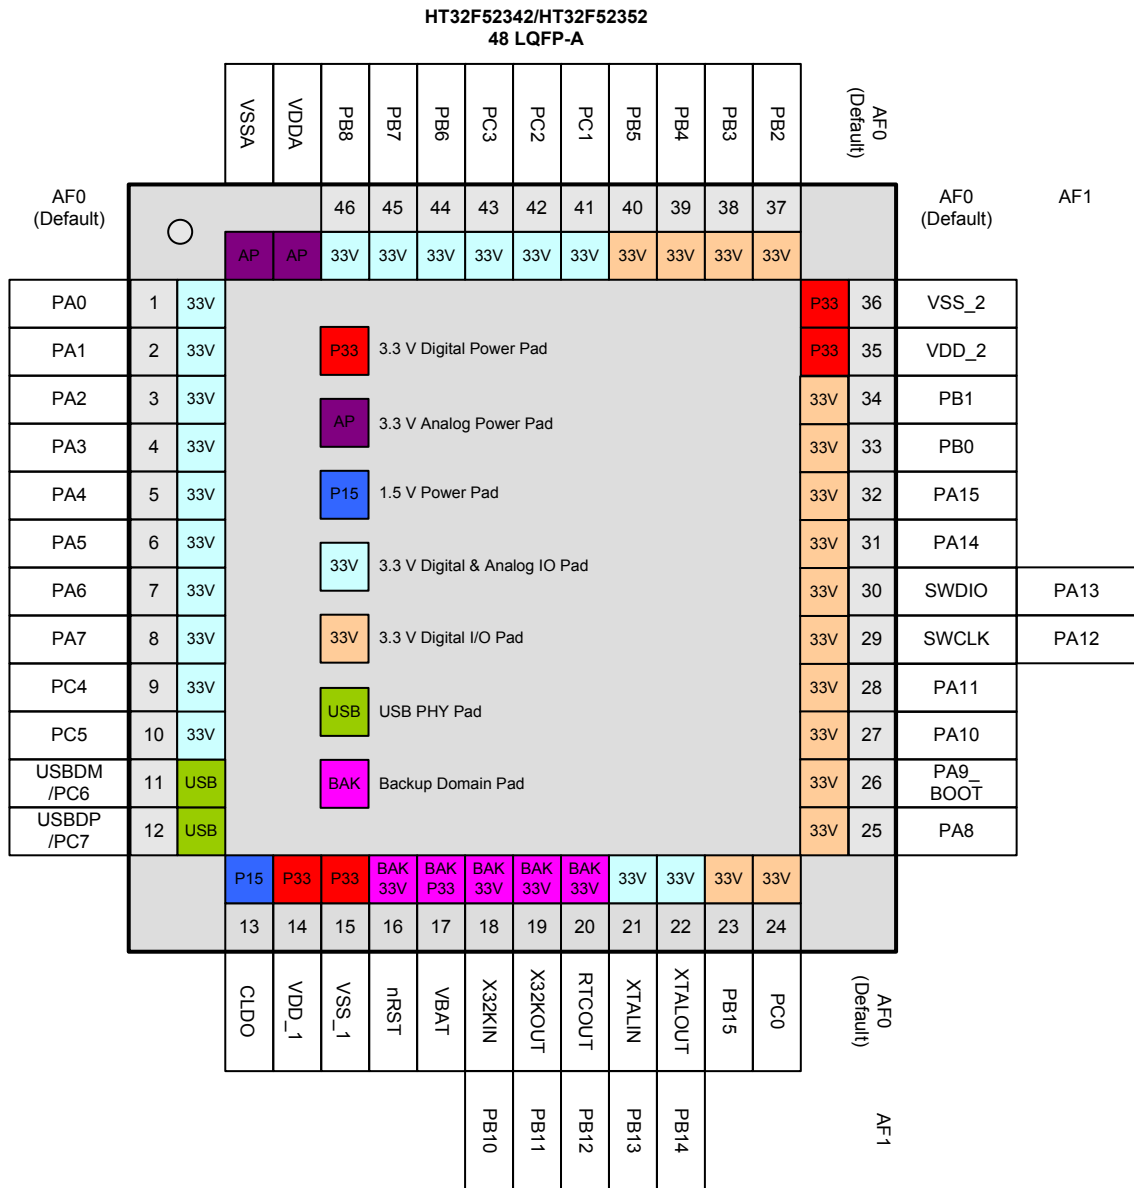 HT32F52342/HT32F52352
48 LQFP-A
VSSA
VDDA
PB8
PB7
PB6
PC3
PC2
PC1
PB5
PB4
PB3
PB2
AF0
(Default)
AF0
(Default)
46 45 44 43 42 41 40 39 38 37
AF0
(Default)
AF1
AP AP 33V 33V 33V 33V 33V 33V 33V 33V 33V 33V
PA0 1 33V
P33 36 VSS_2
PA1 2 33V
P33 3.3 V Digital Power Pad
P33 35 VDD_2
PA2 3 33V
33V 34 PB1
AP 3.3 V Analog Power Pad
PA3 4 33V
33V 33 PB0
PA4 5 33V
P15 1.5 V Power Pad
33V 32 PA15
PA5 6 33V
33V 31 PA14
33V 3.3 V Digital & Analog IO Pad
PA6 7 33V
33V 30 SWDIO PA13
PA7 8 33V
33V 3.3 V Digital I/O Pad
33V 29 SWCLK PA12
PC4 9 33V
33V 28 PA11
USB USB PHY Pad
PC5 10 33V
33V 27 PA10
USBDM
/PC6
11 USB
BAK Backup Domain Pad
33V 26
PA9_
BOOT
USBDP
/PC7
12 USB
33V 25 PA8
P15 P33 P33
BAK
33V
BAK
P33
BAK
33V
BAK
33V
BAK
33V
33V 33V 33V 33V
13 14 15 16 17 18 19 20 21 22 23 24
CLDO
VDD_1
VSS_1
nRST
VBAT
X32KIN
X32KOUT
RTCOUT
XTALIN
XTALOUT
PB15
PC0
AF0
(Default)
PB10
PB11
PB12
PB13
PB14
AF1